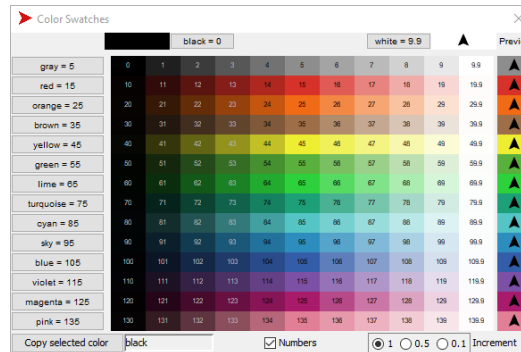 Color Swatches
black = 0 white = 9.9 Previ
gray = 5 0 1 2 3 4 5 6 7 8 9 9.9
red = 15 10 11 12 13 14 15 16 17 18 19 19.9
orange = 25 20 21 22 23 24 25 26 27 28 29 29.9
brown = 35 30 31 32 33 34 35 36 37 38 39 39.9
yellow = 45 40 41 42 43 44 45 46 47 48 49 49.9
green = 55 50 51 52 53 54 55 56 57 58 59 59.9
lime = 65 60 61 62 63 64 65 66 67 68 69 69.9
turquoise = 75 70 71 72 73 74 75 76 77 78 79 79.9
cyan = 85 80 81 82 83 84 85 86 87 88 89 89.9
sky = 95 90 91 92 93 94 95 96 97 98 99 99.9
blue = 105 100 101 102 103 104 105 106 107 108 109 109.9
violet = 115 110 111 112 113 114 115 116 117 118 119 119.9
magenta = 125 120 121 122 123 124 125 126 127 128 129 129.9
pink = 135 130 131 132 133 134 135 136 137 138 139 139.9
Copy selected color black Numbers 1 0.5 0.1 Increment